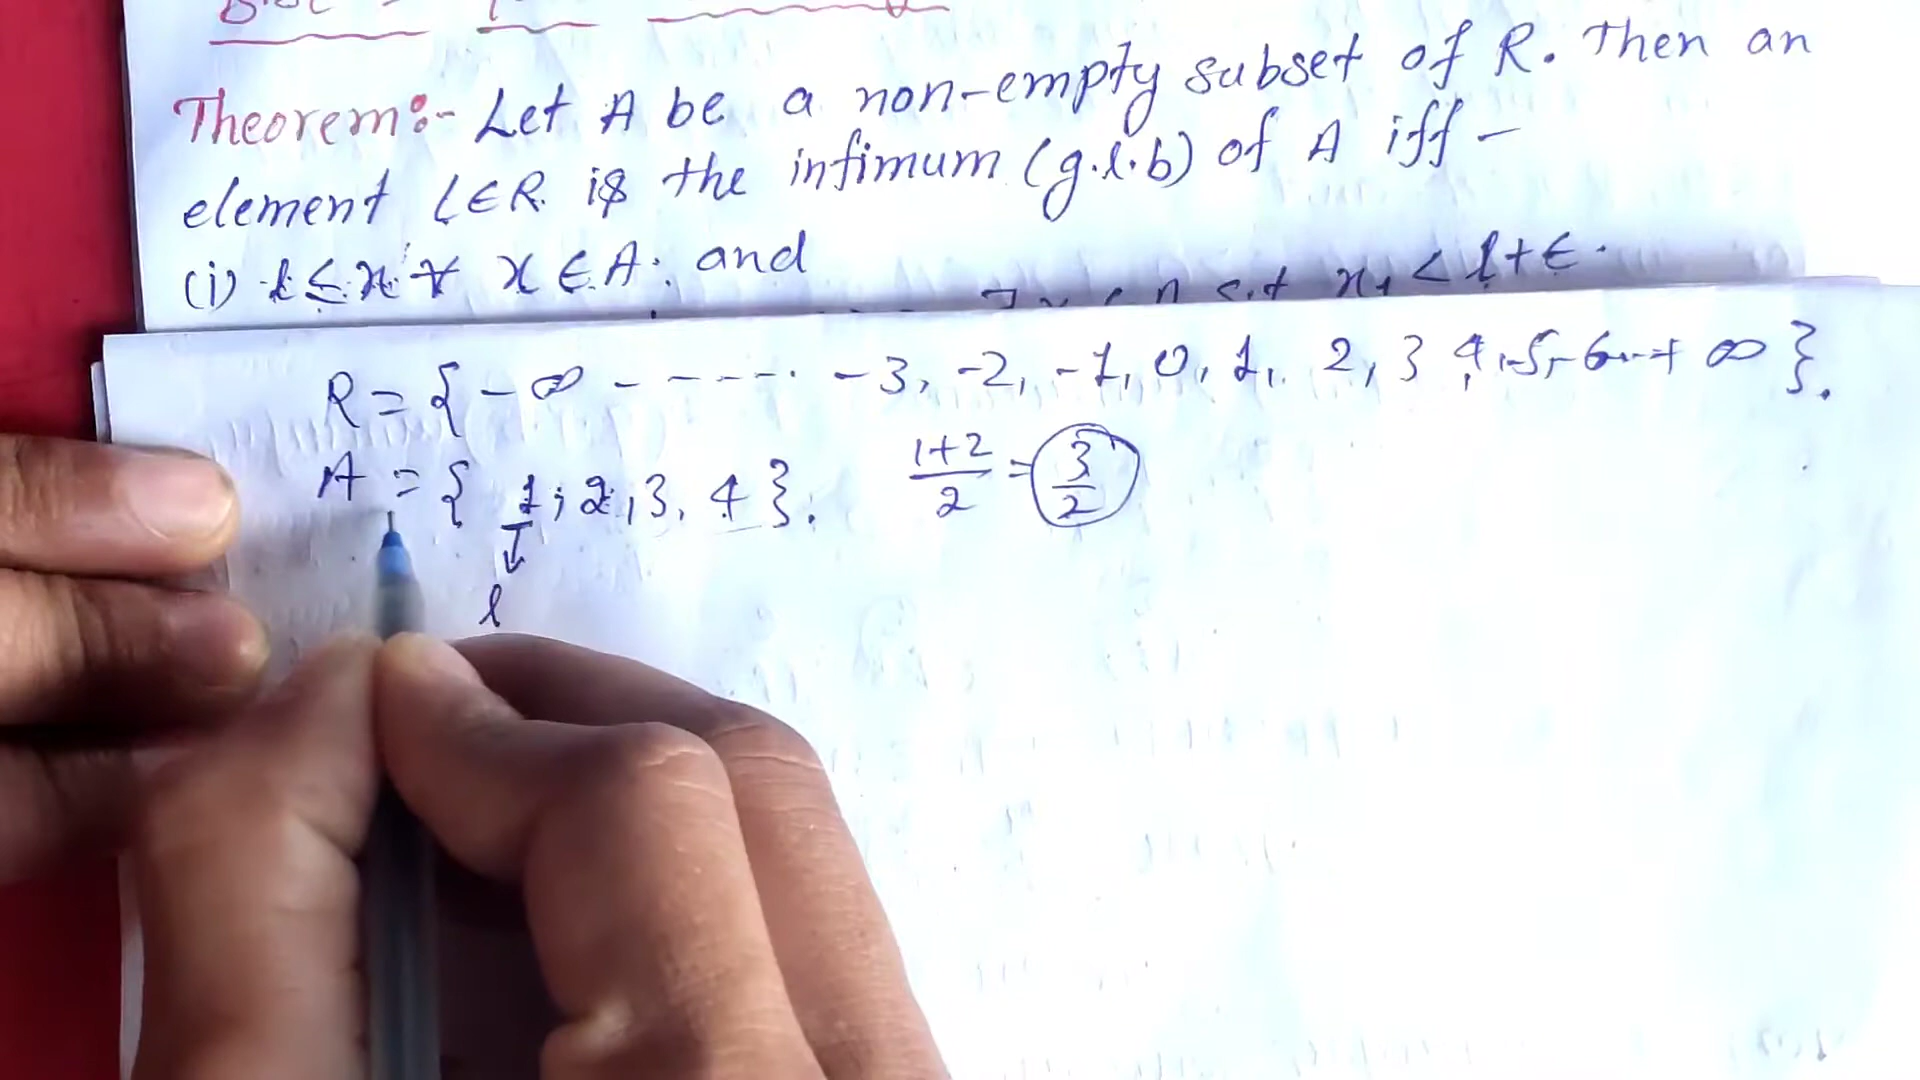 Theorem:- Let A be a non-empty subset of R. Then an
element l∈R is the infimum (g.l.b) of A iff -
(i) l ≤ x ∀ x ∈ A. and
s.t x₁ < l+ϵ.
R = { -∞ - - - - - - - 3, -2, -1, 0, 1, 2, 3 4, 5, 6 ... + ∞ }.
A = { 1, 2, 3, 4 }. 1+2/2 = 3/2
↓
l